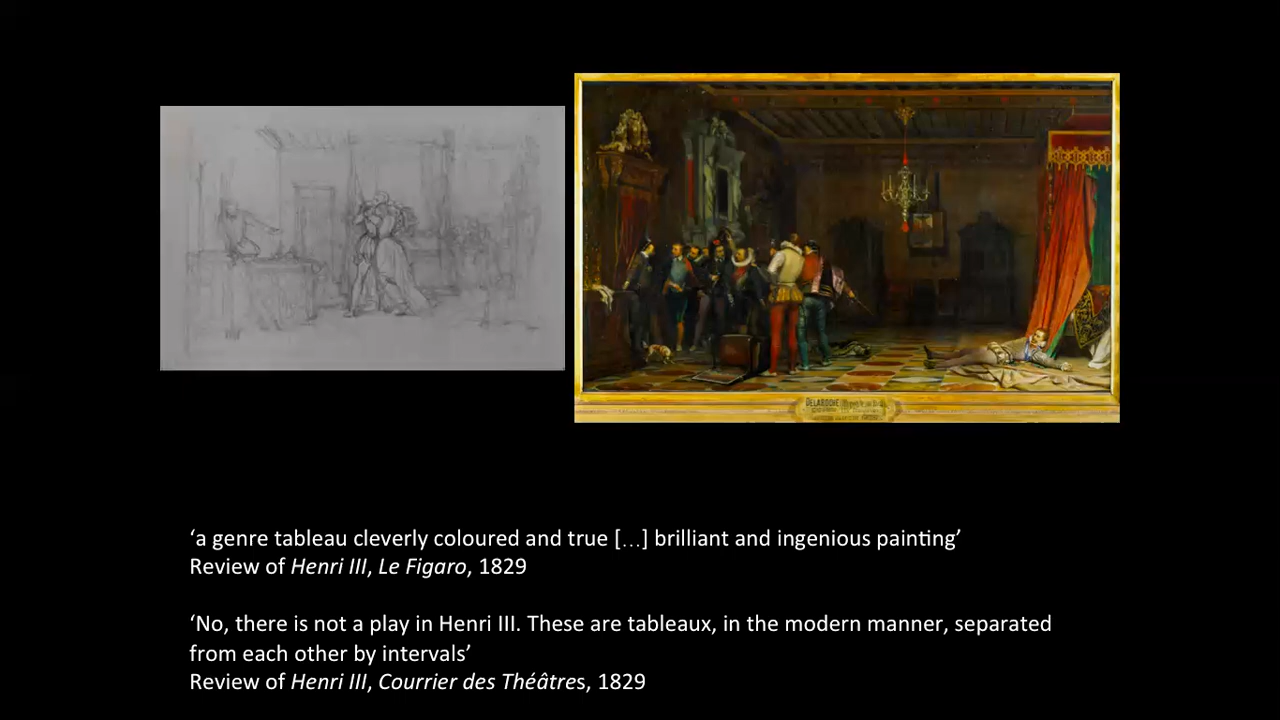 DELAROCHE
‘a genre tableau cleverly coloured and true […] brilliant and ingenious painting’
Review of Henri III, Le Figaro, 1829
‘No, there is not a play in Henri III. These are tableaux, in the modern manner, separated
from each other by intervals’
Review of Henri III, Courrier des Théâtres, 1829